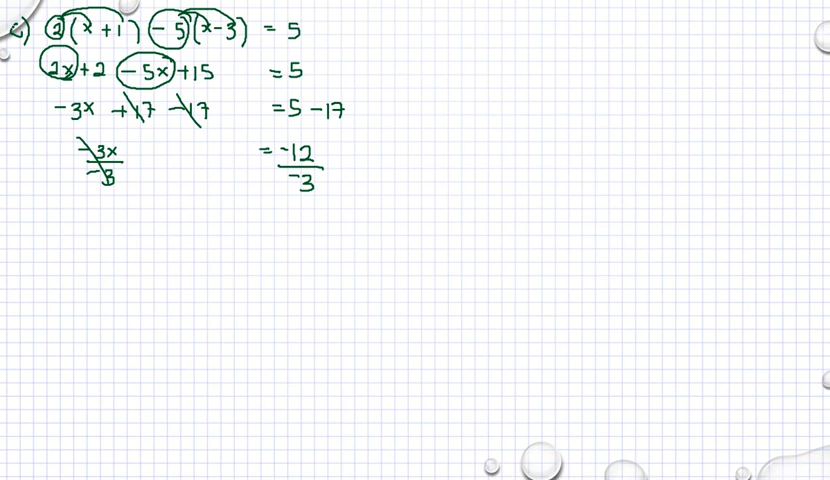 c) 2(x+1) -5(x-3) = 5
2x+2 -5x+15 = 5
-3x +17 -17 = 5 -17
-3x/-3 = -12/-3